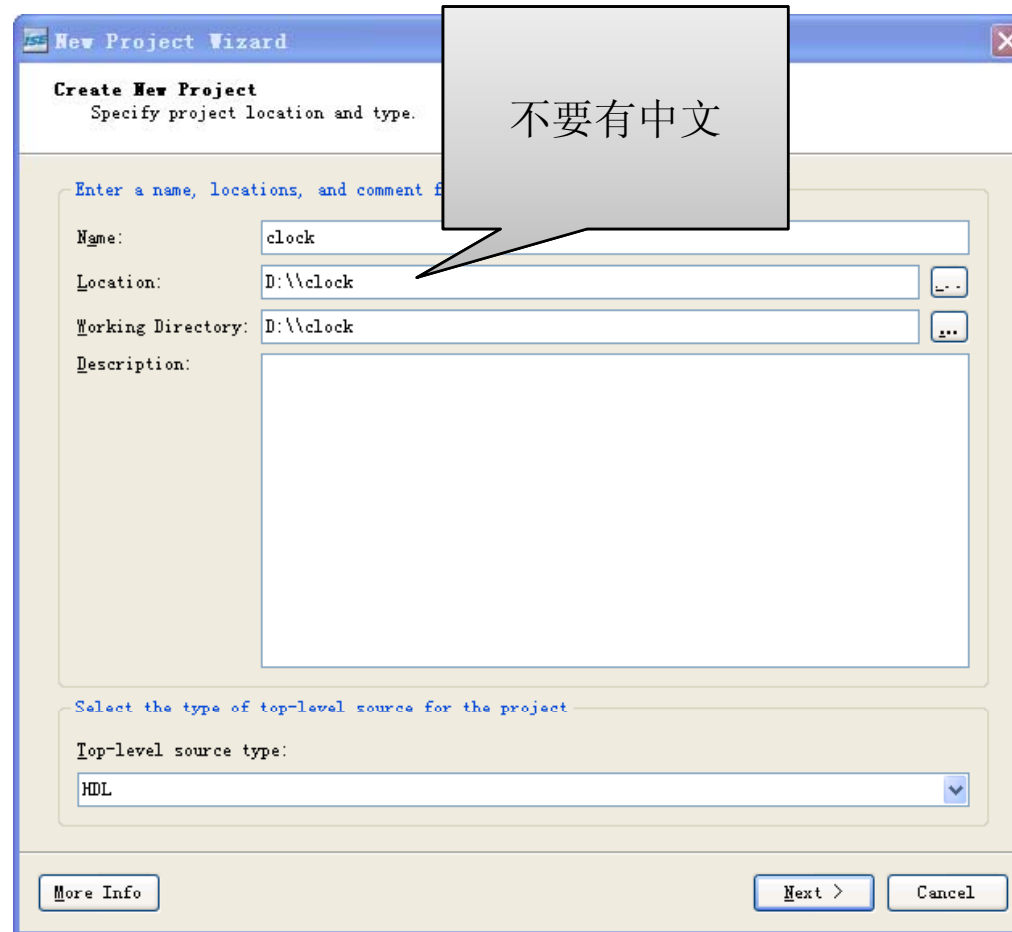 ISE New Project Wizard
Create New Project
Specify project location and type.
不要有中文
Enter a name, locations, and comment f
Name:
clock
Location:
D:\\clock
...
Working Directory:
D:\\clock
...
Description:
Select the type of top-level source for the project
Top-level source type:
HDL
More Info
Next >
Cancel